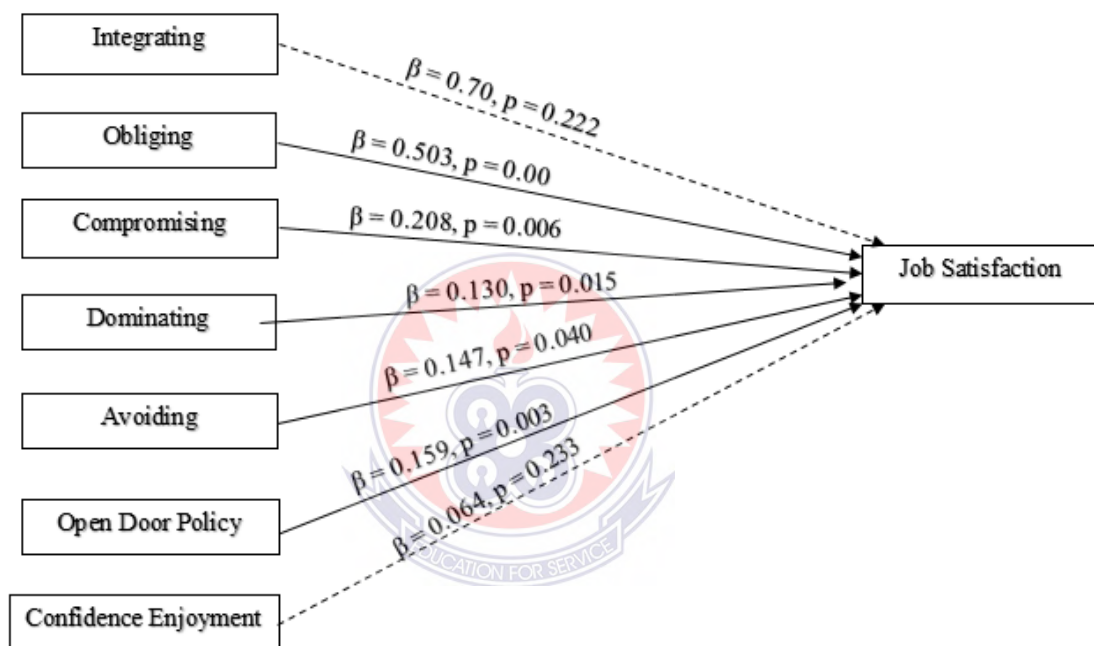 Integrating
β = 0.70, p = 0.222
Obliging
β = 0.503, p = 0.00
Compromising
β = 0.208, p = 0.006
Job Satisfaction
Dominating
β = 0.130, p = 0.015
Avoiding
β = 0.147, p = 0.040
Open Door Policy
β = 0.159, p = 0.003
Confidence Enjoyment
β = 0.064, p = 0.233
EDUCATION FOR SERVICE